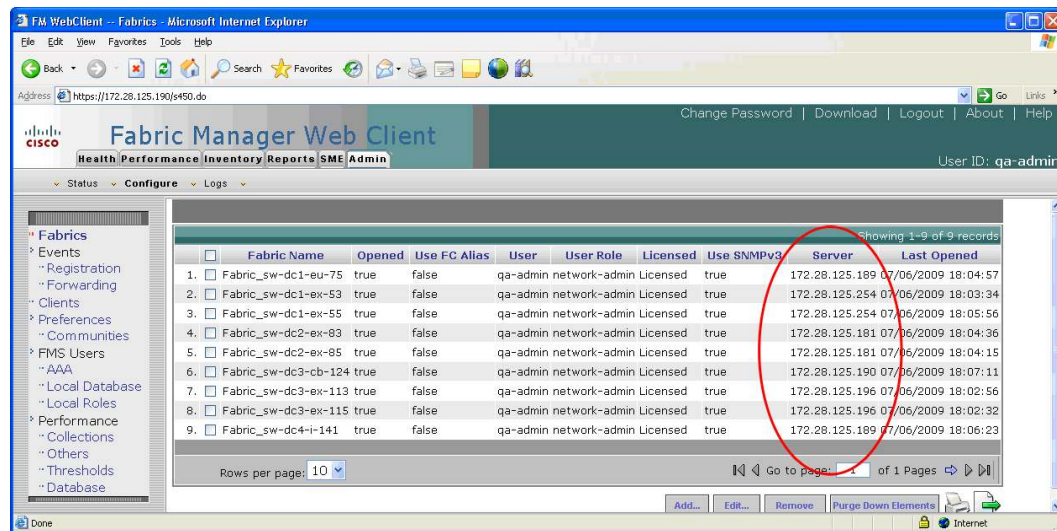 FM WebClient -- Fabrics - Microsoft Internet Explorer
File Edit View Favorites Tools Help
Back Search Favorites
Address https://172.28.125.190/s450.do Go Links
Change Password | Download | Logout | About | Help
CISCO Fabric Manager Web Client
Health Performance Inventory Reports SME Admin
User ID: qa-admin
Status Configure Logs
Fabrics
Events
Registration
Forwarding
Clients
Preferences
Communities
FMS Users
AAA
Local Database
Local Roles
Performance
Collections
Others
Thresholds
Database
Showing 1-9 of 9 records
Fabric Name Opened Use FC Alias User User Role Licensed Use SNMPv3 Server Last Opened
1. Fabric_sw-dc1-eu-75 true false qa-admin network-admin Licensed true 172.28.125.189 07/06/2009 18:04:57
2. Fabric_sw-dc1-ex-53 true false qa-admin network-admin Licensed true 172.28.125.254 07/06/2009 18:03:34
3. Fabric_sw-dc1-ex-55 true false qa-admin network-admin Licensed true 172.28.125.254 07/06/2009 18:05:56
4. Fabric_sw-dc2-ex-83 true false qa-admin network-admin Licensed true 172.28.125.181 07/06/2009 18:04:36
5. Fabric_sw-dc2-ex-85 true false qa-admin network-admin Licensed true 172.28.125.181 07/06/2009 18:04:15
6. Fabric_sw-dc3-cb-124 true false qa-admin network-admin Licensed true 172.28.125.190 07/06/2009 18:07:11
7. Fabric_sw-dc3-ex-113 true false qa-admin network-admin Licensed true 172.28.125.196 07/06/2009 18:02:56
8. Fabric_sw-dc3-ex-115 true false qa-admin network-admin Licensed true 172.28.125.196 07/06/2009 18:02:32
9. Fabric_sw-dc4-i-141 true false qa-admin network-admin Licensed true 172.28.125.189 07/06/2009 18:06:23
Rows per page: 10 Go to page: 1 of 1 Pages
Add... Edit... Remove Purge Down Elements
Done Internet